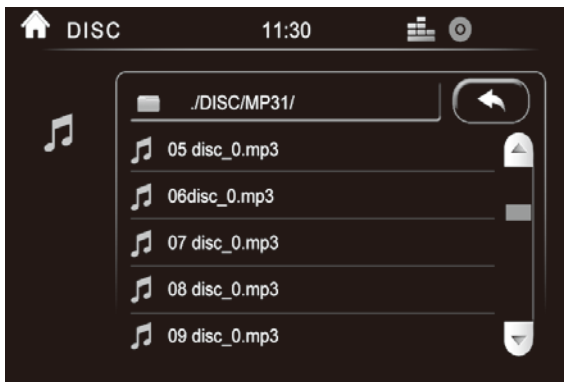 DISC 11:30
./DISC/MP31/
05 disc_0.mp3
06disc_0.mp3
07 disc_0.mp3
08 disc_0.mp3
09 disc_0.mp3